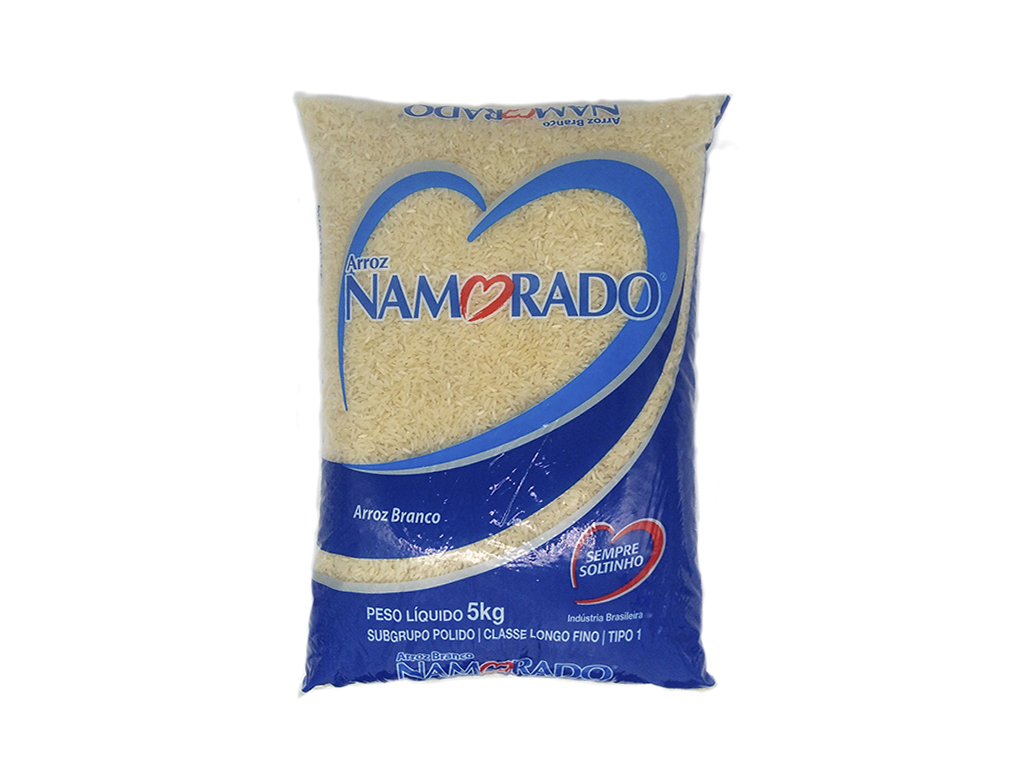 NAMORADO®
Arroz Branco
Arroz
NAMORADO®
Arroz Branco
SEMPRE
SOLTINHO
Indústria Brasileira
PESO LÍQUIDO 5kg
SUBGRUPO POLIDO | CLASSE LONGO FINO | TIPO 1
Arroz Branco
NAMORADO®